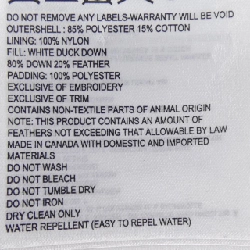 DO NOT REMOVE ANY LABELS-WARRANTY WILL BE VOID
OUTERSHELL: 85% POLYESTER 15% COTTON
LINING: 100% NYLON
FILL: WHITE DUCK DOWN
80% DOWN 20% FEATHER
PADDING: 100% POLYESTER
EXCLUSIVE OF EMBROIDERY
EXCLUSIVE OF TRIM
CONTAINS NON-TEXTILE PARTS OF ANIMAL ORIGIN
NOTE: THIS PRODUCT CONTAINS AN AMOUNT OF
FEATHERS NOT EXCEEDING THAT ALLOWABLE BY LAW
MADE IN CANADA WITH DOMESTIC AND IMPORTED
MATERIALS
DO NOT WASH
DO NOT BLEACH
DO NOT TUMBLE DRY
DO NOT IRON
DRY CLEAN ONLY
WATER REPELLENT (EASY TO REPEL WATER)